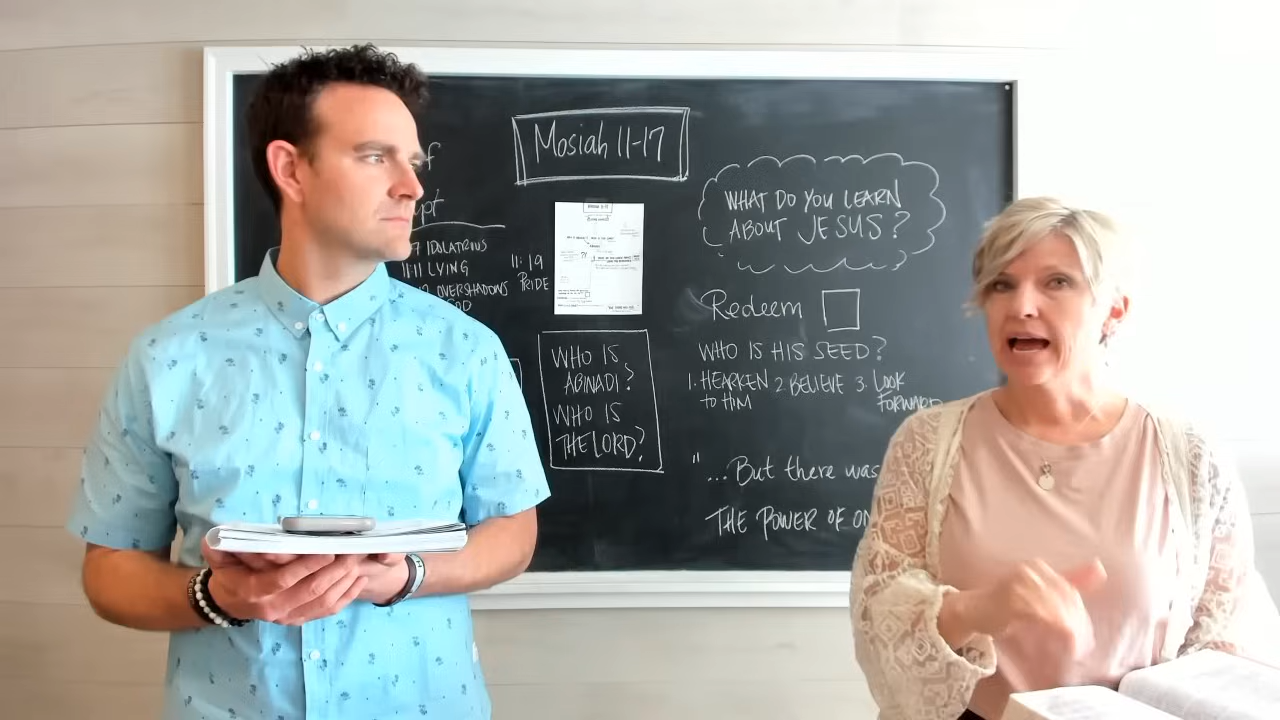 Mosiah 11-17
IDOLATRIUS
11:11 LYING
OVERSHADOWS
11:19
PRIDE
WHO IS
ABINADI?
WHO IS
THE LORD?
WHAT DO YOU LEARN
ABOUT JESUS?
Redeem
WHO IS HIS SEED?
1. HEARKEN 2. BELIEVE 3. LOOK
TO HIM FORWARD
"...But there was
THE POWER OF